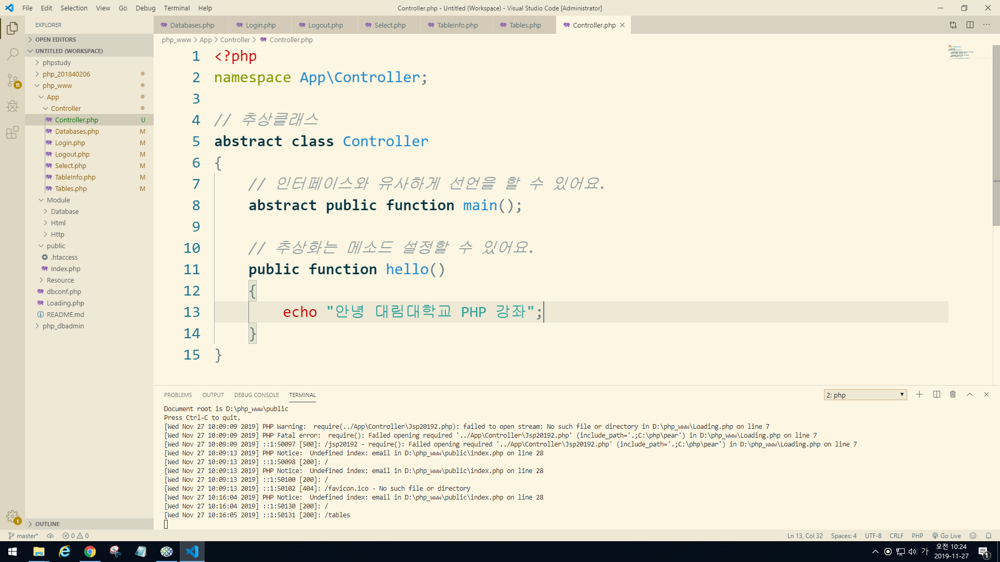 File Edit Selection View Go Debug Terminal Help
Controller.php - Untitled (Workspace) - Visual Studio Code [Administrator]
EXPLORER
OPEN EDITORS
UNTITLED (WORKSPACE)
phpstudy
php_201840206
php_www
App
Controller
Controller.php U
Databases.php M
Login.php M
Logout.php M
Select.php M
TableInfo.php M
Tables.php M
Module
Database
Html
Http
public
.htaccess
index.php
Resource
dbconf.php
Loading.php
README.md
php_dbadmin
OUTLINE
11
1
Databases.php Login.php Logout.php Select.php TableInfo.php Tables.php Controller.php
php_www > App > Controller > Controller.php
1 <?php
2 namespace App\Controller;
3
4 // 추상클래스
5 abstract class Controller
6 {
7 // 인터페이스와 유사하게 선언을 할 수 있어요.
8 abstract public function main();
9
10 // 추상화는 메소드 설정할 수 있어요.
11 public function hello()
12 {
13 echo "안녕 대림대학교 PHP 강좌";
14 }
15 }
PROBLEMS OUTPUT DEBUG CONSOLE TERMINAL
2: php
Document root is D:\php_www\public
Press Ctrl-C to quit.
[Wed Nov 27 10:09:09 2019] PHP Warning:  require(../App\Controller\Jsp20192.php): failed to open stream: No such file or directory in D:\php_www\Loading.php on line 7
[Wed Nov 27 10:09:09 2019] PHP Fatal error:  require(): Failed opening required '../App\Controller\Jsp20192.php' (include_path='.;C:\php\pear') in D:\php_www\Loading.php on line 7
[Wed Nov 27 10:09:09 2019] ::1:50097 [500]: /jsp20192 - require(): Failed opening required '../App\Controller\Jsp20192.php' (include_path='.;C:\php\pear') in D:\php_www\Loading.php on line 7
[Wed Nov 27 10:09:13 2019] PHP Notice:  Undefined index: email in D:\php_www\public\index.php on line 28
[Wed Nov 27 10:09:13 2019] ::1:50098 [200]: /
[Wed Nov 27 10:09:13 2019] PHP Notice:  Undefined index: email in D:\php_www\public\index.php on line 28
[Wed Nov 27 10:09:13 2019] ::1:50100 [200]: /
[Wed Nov 27 10:09:13 2019] ::1:50102 [404]: /favicon.ico - No such file or directory
[Wed Nov 27 10:16:04 2019] PHP Notice:  Undefined index: email in D:\php_www\public\index.php on line 28
[Wed Nov 27 10:16:04 2019] ::1:50130 [200]: /
[Wed Nov 27 10:16:05 2019] ::1:50131 [200]: /tables
master* 0 0
Ln 13, Col 32 Spaces: 4 UTF-8 CRLF PHP Go Live
가 오전 10:24
2019-11-27
1